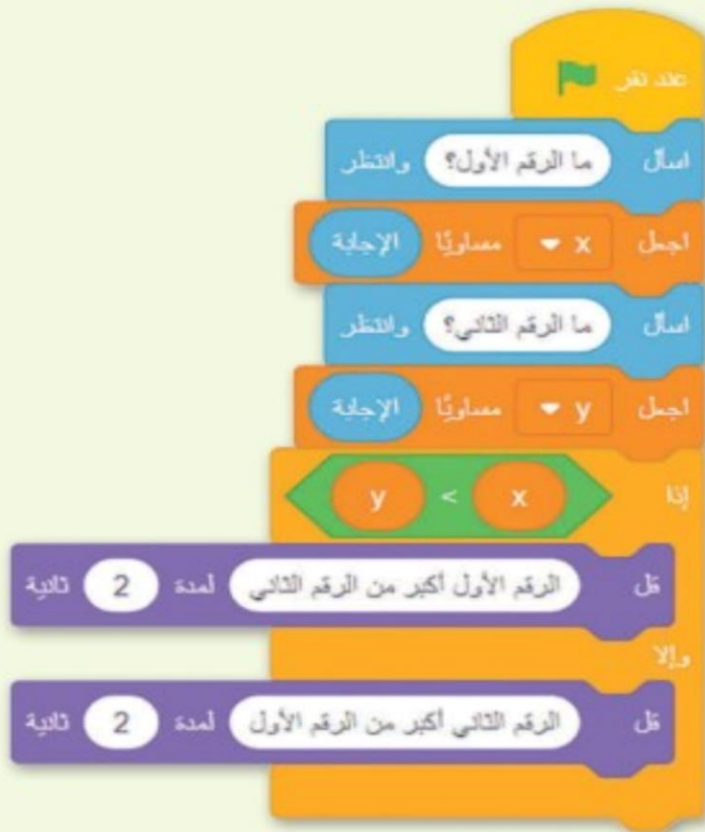 عند نقر
اسأل ما الرقم الأول؟ وانتظر
اجعل x مساويًا الإجابة
اسأل ما الرقم الثاني؟ وانتظر
اجعل y مساويًا الإجابة
إذا x < y
قل الرقم الأول أكبر من الرقم الثاني لمدة 2 ثانية
وإلا
قل الرقم الثاني أكبر من الرقم الأول لمدة 2 ثانية